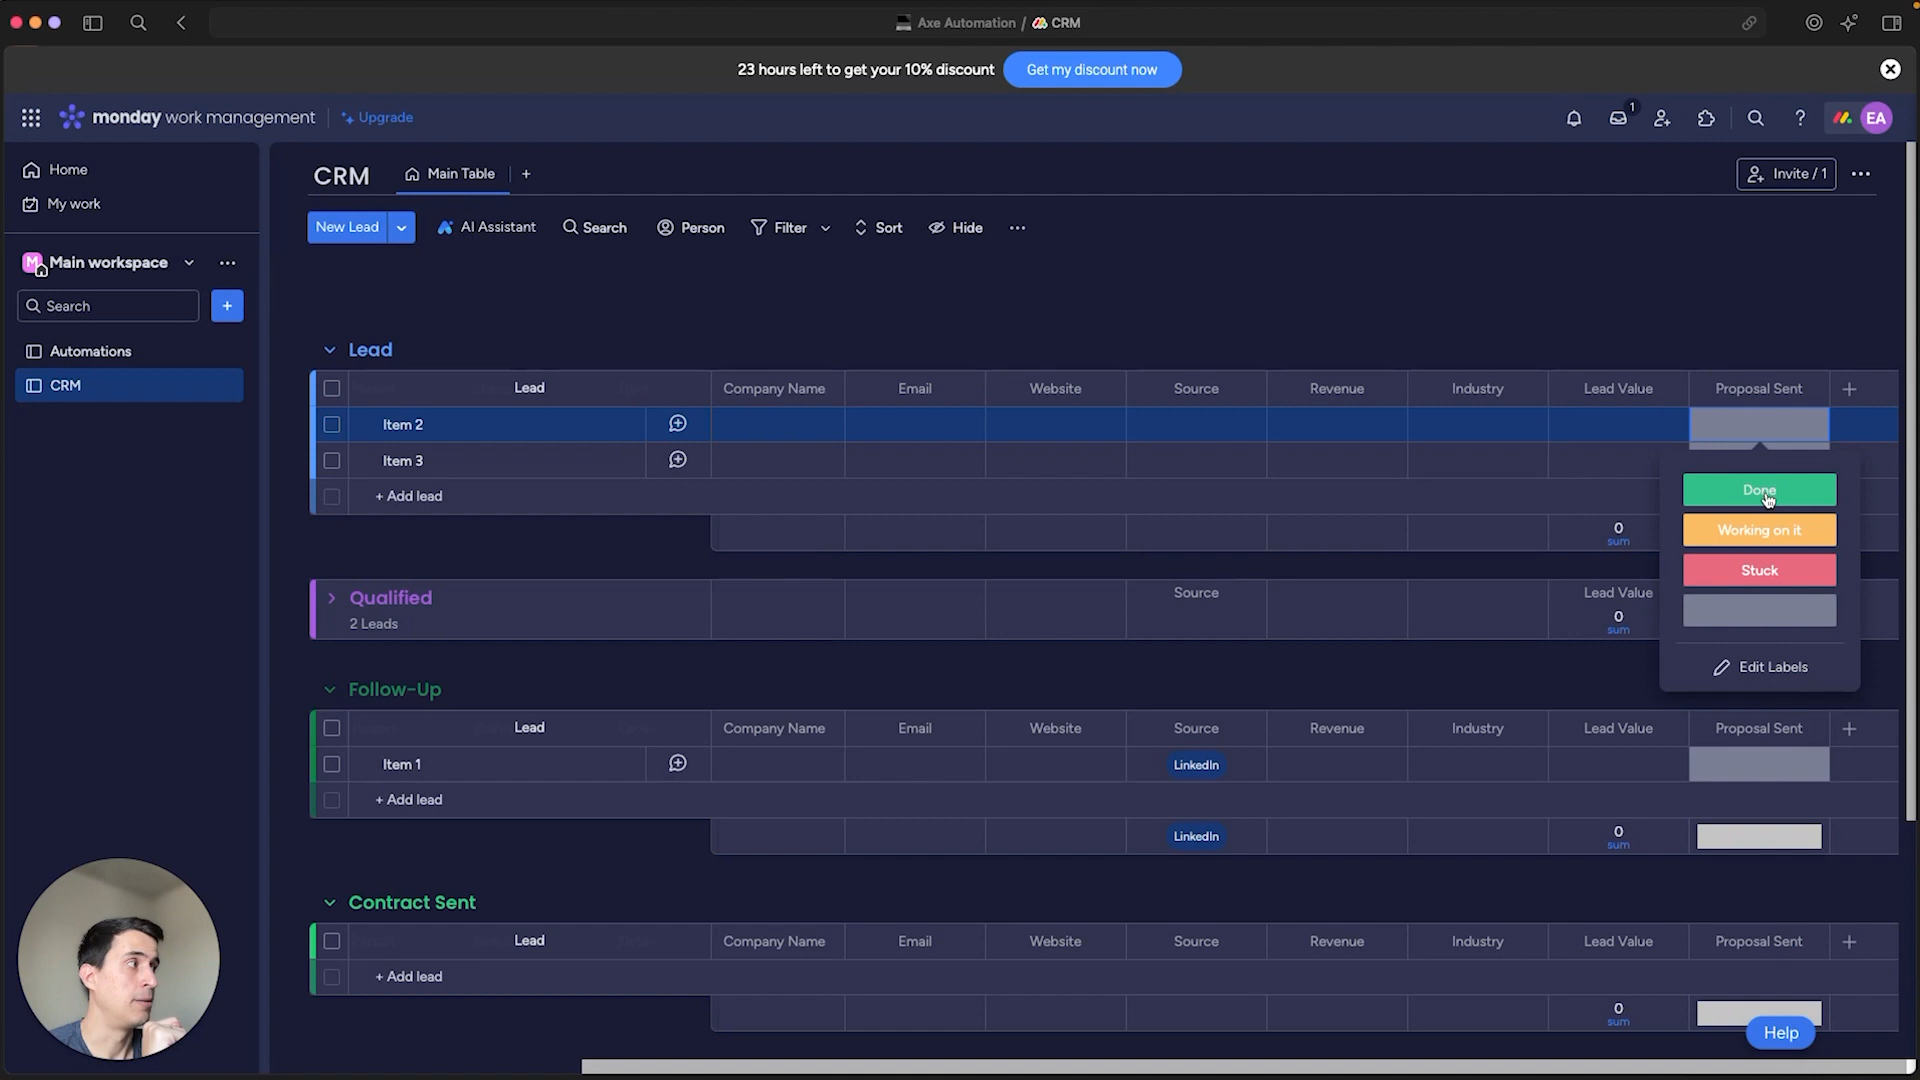 Axe Automation / CRM
23 hours left to get your 10% discount Get my discount now
monday work management Upgrade 1 EA
Home
My work
M Main workspace
Search
Automations
CRM
CRM Main Table Invite / 1
New Lead AI Assistant Search Person Filter Sort Hide
Lead
Lead Company Name Email Website Source Revenue Industry Lead Value Proposal Sent
Item 2
Item 3
+ Add lead
0
sum
Done
Working on it
Stuck
Edit Labels
Qualified Source Lead Value
2 Leads 0
sum
Follow-Up
Lead Company Name Email Website Source Revenue Industry Lead Value Proposal Sent
Item 1 LinkedIn
+ Add lead
LinkedIn 0
sum
Contract Sent
Lead Company Name Email Website Source Revenue Industry Lead Value Proposal Sent
+ Add lead
0
sum
Help